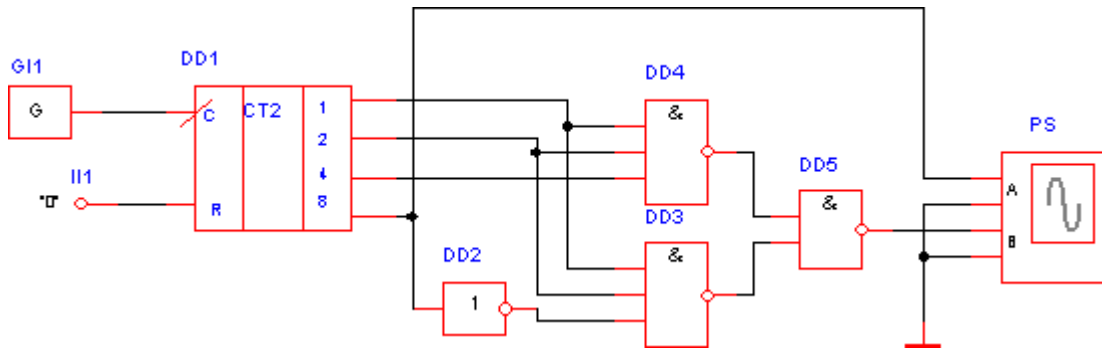 GI1
G
II1
"0"
DD1
C
CT2
R
1
2
4
8
DD2
1
DD4
&
DD3
&
DD5
&
PS
A
B